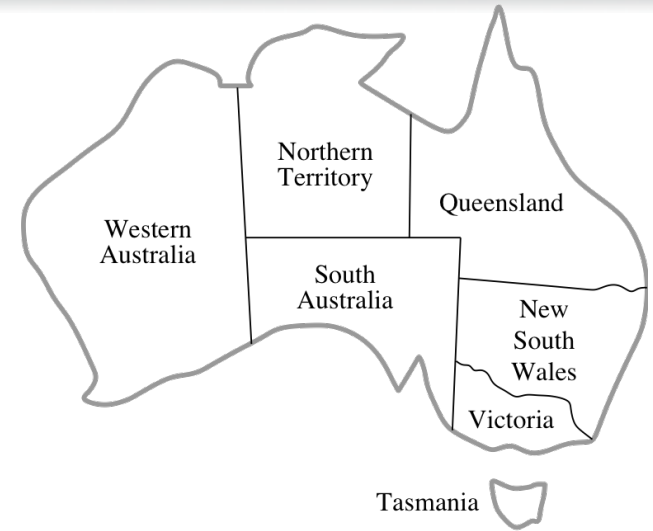 Northern
Territory
Western
Australia
Queensland
South
Australia
New
South
Wales
Victoria
Tasmania